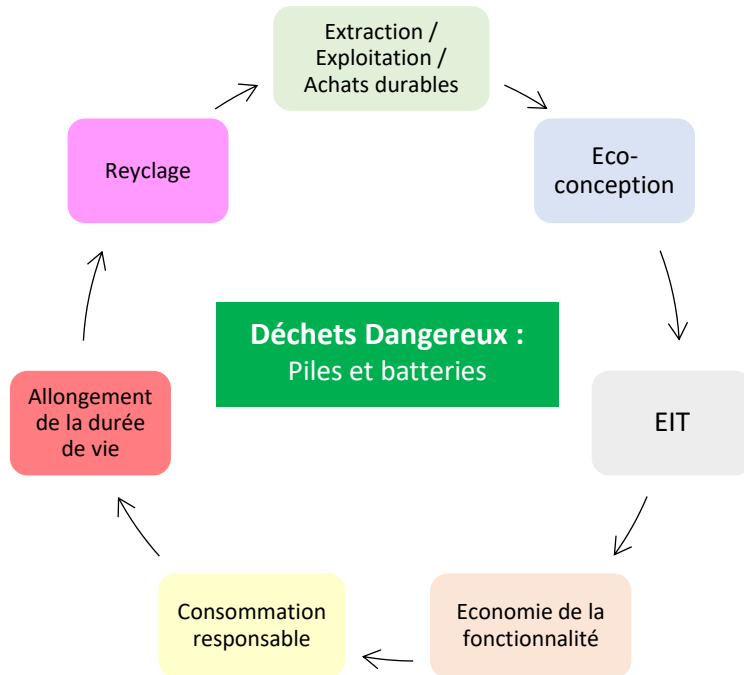 Extraction /
Exploitation /
Achats durables
Eco-
conception
EIT
Economie de la
fonctionnalité
Consommation
responsable
Allongement
de la durée
de vie
Reyclage
Déchets Dangereux :
Piles et batteries